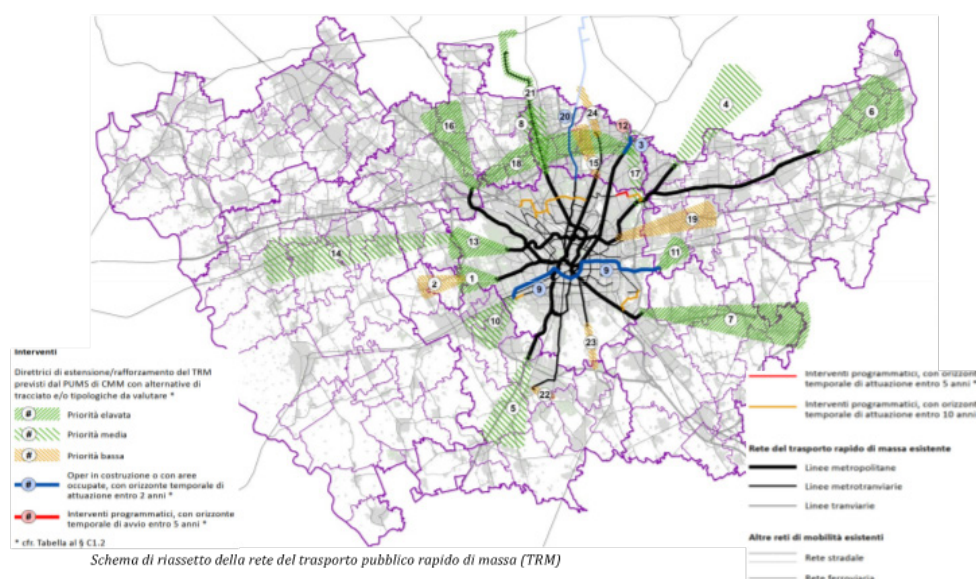 21
24
4
20
8
6
12
16
3
15
18
17
19
13
11
14
1
9
2
9
10
7
23
22
5
Interventi
Direttrici di estensione/rafforzamento del TRM
previsti dal PUMS di CMM con alternative di
tracciato e/o tipologiche da valutare *
# Priorità elevata
# Priorità media
# Priorità bassa
# Oper in costruzione o con aree
occupate, con orizzonte temporale di
attuazione entro 2 anni *
# Interventi programmatici, con orizzonte
temporale di avvio entro 5 anni *
* cfr. Tabella al § C1.2
Interventi programmatici, con orizzonte
temporale di attuazione entro 5 anni *
Interventi programmatici, con orizzonte
temporale di attuazione entro 10 anni
Rete del trasporto rapido di massa esistente
Linee metropolitane
Linee metrotranviarie
Linee tranviarie
Altre reti di mobilità esistenti
Rete stradale
Rete ferroviaria
Schema di riassetto della rete del trasporto pubblico rapido di massa (TRM)